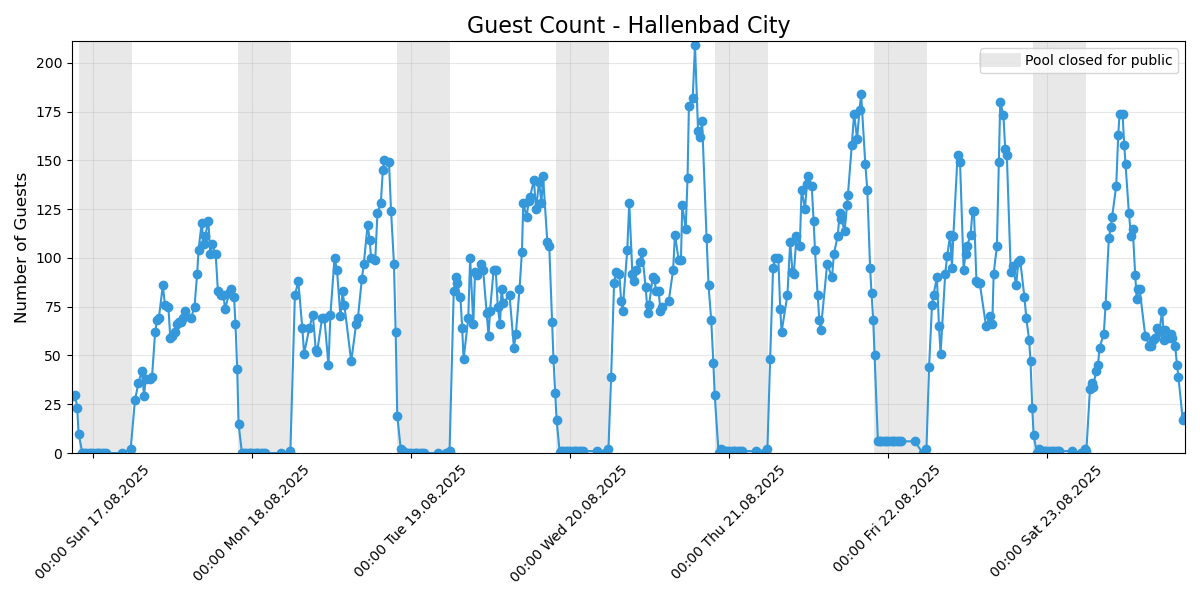 Guest Count - Hallenbad City
Pool closed for public
Number of Guests
200
175
150
125
100
75
50
25
0
00:00 Sun 17.08.2025
00:00 Mon 18.08.2025
00:00 Tue 19.08.2025
00:00 Wed 20.08.2025
00:00 Thu 21.08.2025
00:00 Fri 22.08.2025
00:00 Sat 23.08.2025